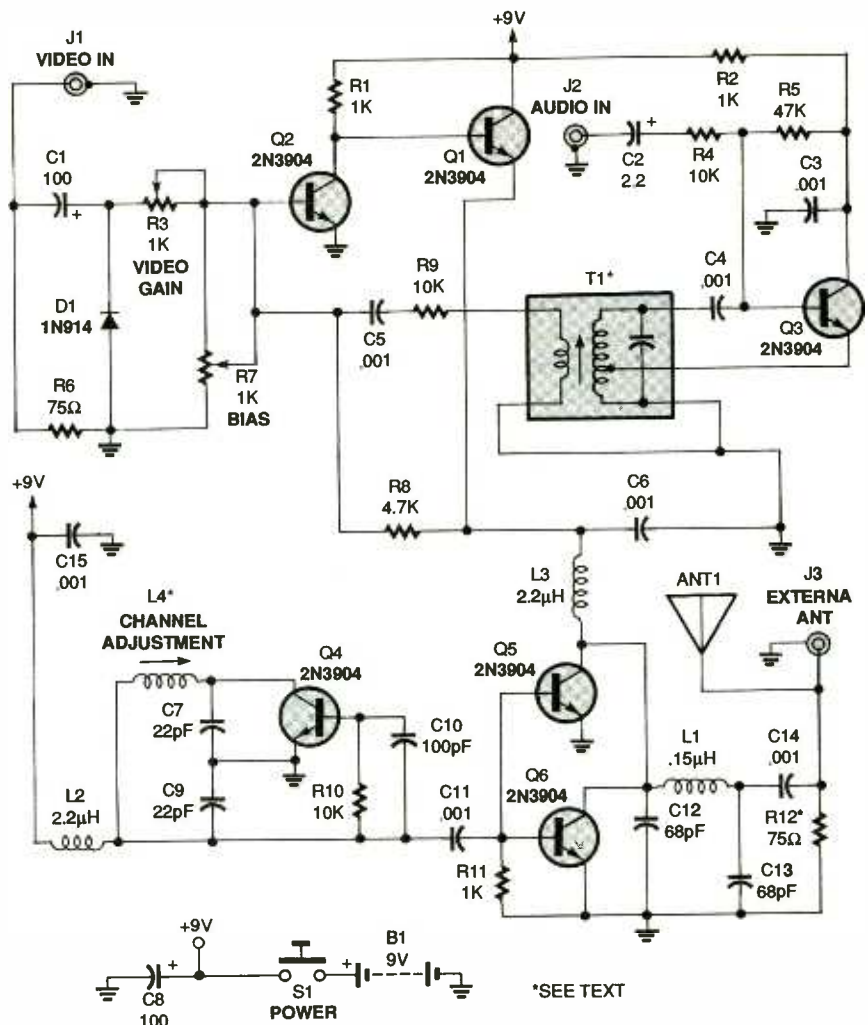 +9V
J1
VIDEO IN
R1
1K
J2
AUDIO IN
R2
1K
R5
47K
Q2
2N3904
Q1
2N3904
C1
100
+
C2
2.2
+
R4
10K
C3
.001
R3
1K
VIDEO
GAIN
R9
10K
T1*
C4
.001
D1
1N914
Q3
2N3904
C5
.001
R7
1K
BIAS
R6
75Ω
+9V
R8
4.7K
C6
.001
C15
.001
L3
2.2µH
ANT1
J3
EXTERNA
ANT
L4*
CHANNEL
ADJUSTMENT
Q4
2N3904
Q5
2N3904
C7
22pF
C10
100pF
C14
.001
L1
.15µH
C9
22pF
R10
10K
C11
.001
Q6
2N3904
L2
2.2µH
C12
68pF
R12*
75Ω
R11
1K
C13
68pF
+9V
B1
9V
+
+
C8
100
S1
POWER
*SEE TEXT